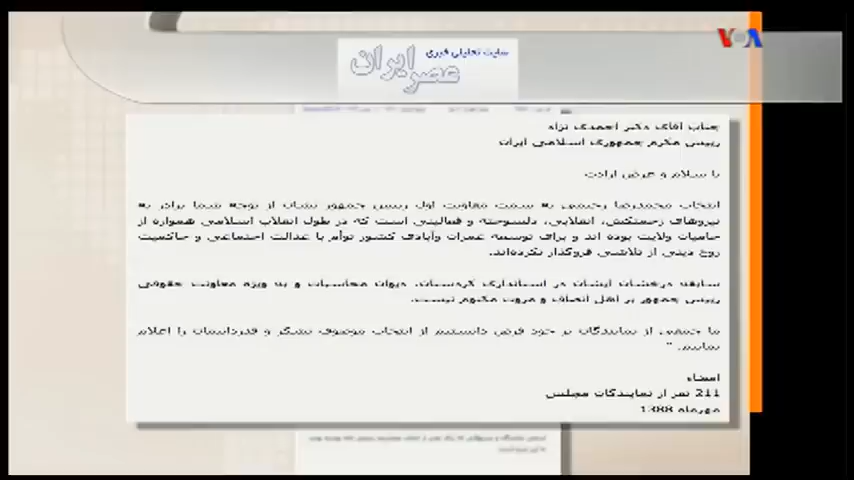 VOA
سایت تحلیلی خبری
عصر ایران
جناب آقای دکتر احمدی نژاد
رییس مکرم جمهوری اسلامی ایران
با سلام و عرض ارادت
انتخاب محمدرضا رحیمی به سمت معاونت اول رییس جمهور نشان از توجه شما برادر به
نیروهای زحمتکش، انقلابی، دلسوخته و فعالیتی است که در طول انقلاب اسلامی همواره از
حامیان ولایت بوده اند و برای توسعه عمران وآبادی کشور توأم با عدالت اجتماعی و حاکمیت
روح دینی از تلاشی فروگذار نکرده‌اند.
سابقه درخشان ایشان در استانداری کردستان، دیوان محاسبات و به ویژه معاونت حقوقی
رییس جمهور بر اهل انصاف و مروت مکتوم نیست.
ما جمعی از نمایندگان بر خود فرض دانستیم از انتخاب موصوف تشکر و قدردانیمان را اعلام
نماییم. "
امضاء
211 نفر از نمایندگان مجلس
مهرماه 1388